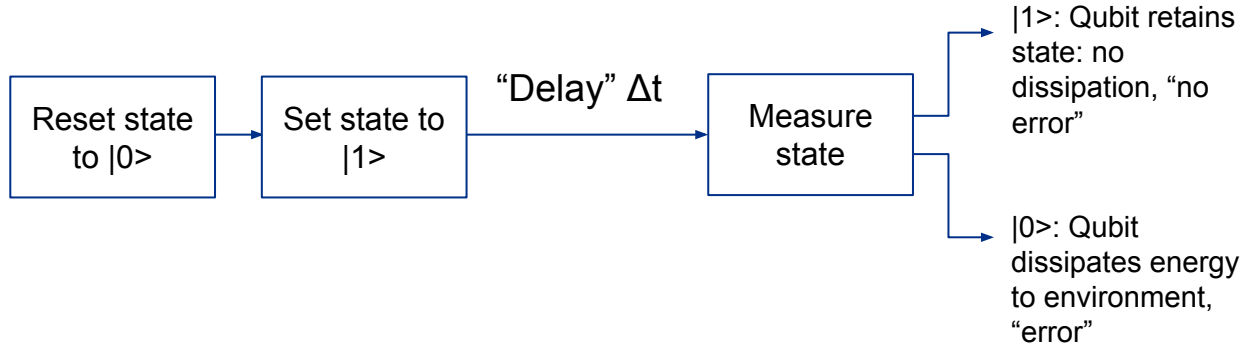 Reset state
to |0>
Set state to
|1>
“Delay” Δt
Measure
state
|1>: Qubit retains
state: no
dissipation, “no
error”
|0>: Qubit
dissipates energy
to environment,
“error”